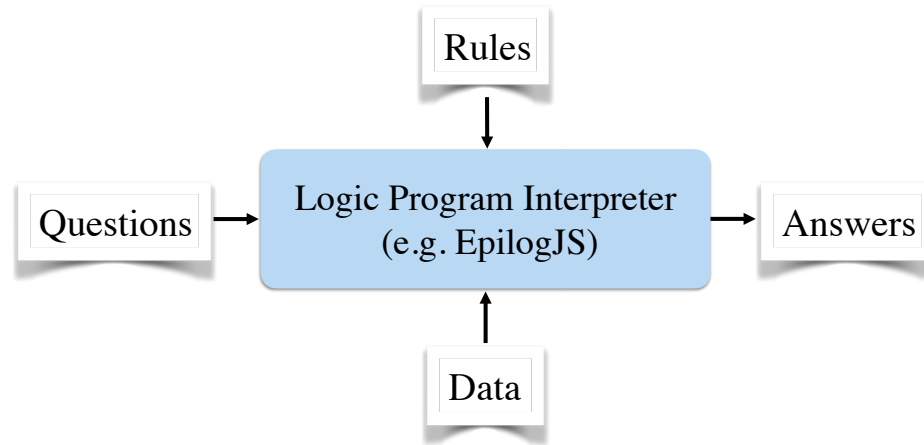 Rules
Questions
Logic Program Interpreter
(e.g. EpilogJS)
Answers
Data